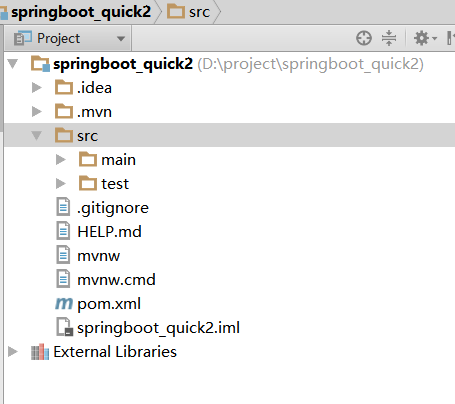 springboot_quick2 src
Project
springboot_quick2 (D:\project\springboot_quick2)
.idea
.mvn
src
main
test
.gitignore
HELP.md
mvnw
mvnw.cmd
pom.xml
springboot_quick2.iml
External Libraries